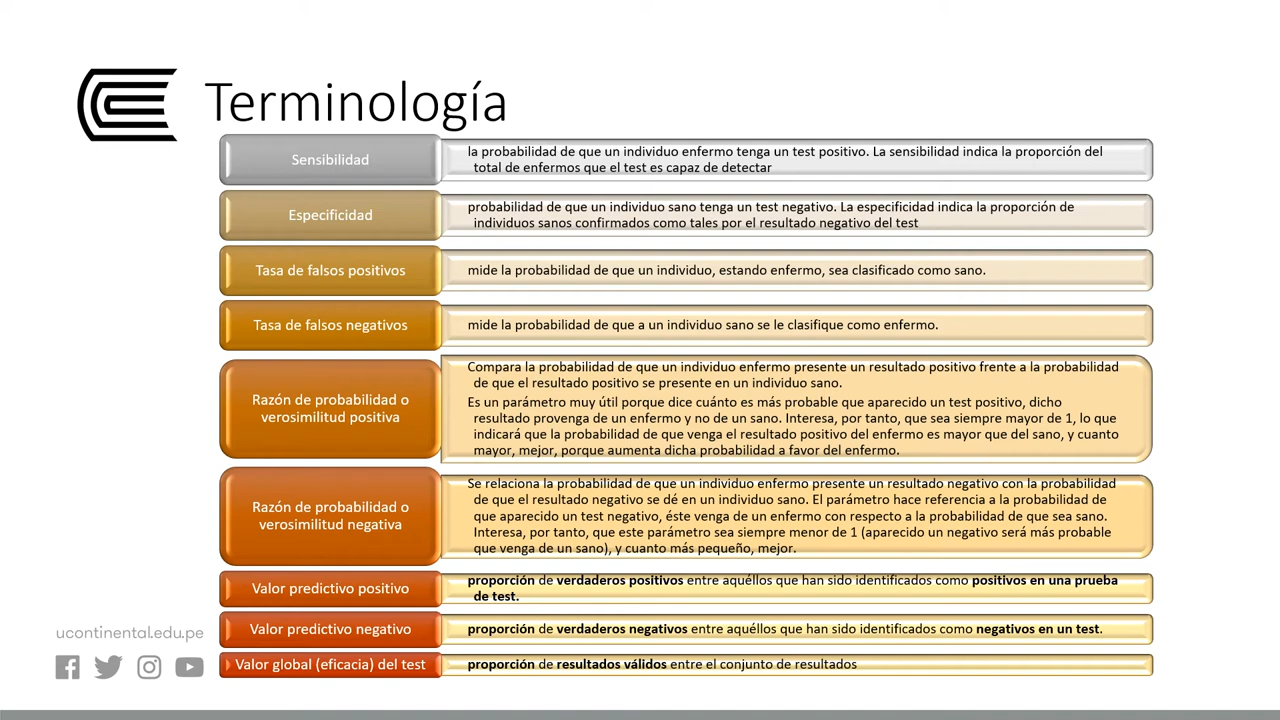 Terminología
Sensibilidad
la probabilidad de que un individuo enfermo tenga un test positivo. La sensibilidad indica la proporción del
total de enfermos que el test es capaz de detectar
Especificidad
probabilidad de que un individuo sano tenga un test negativo. La especificidad indica la proporción de
individuos sanos confirmados como tales por el resultado negativo del test
Tasa de falsos positivos
mide la probabilidad de que un individuo, estando enfermo, sea clasificado como sano.
Tasa de falsos negativos
mide la probabilidad de que a un individuo sano se le clasifique como enfermo.
Razón de probabilidad o
verosimilitud positiva
Compara la probabilidad de que un individuo enfermo presente un resultado positivo frente a la probabilidad
de que el resultado positivo se presente en un individuo sano.
Es un parámetro muy útil porque dice cuánto es más probable que aparecido un test positivo, dicho
resultado provenga de un enfermo y no de un sano. Interesa, por tanto, que sea siempre mayor de 1, lo que
indicará que la probabilidad de que venga el resultado positivo del enfermo es mayor que del sano, y cuanto
mayor, mejor, porque aumenta dicha probabilidad a favor del enfermo.
Razón de probabilidad o
verosimilitud negativa
Se relaciona la probabilidad de que un individuo enfermo presente un resultado negativo con la probabilidad
de que el resultado negativo se dé en un individuo sano. El parámetro hace referencia a la probabilidad de
que aparecido un test negativo, éste venga de un enfermo con respecto a la probabilidad de que sea sano.
Interesa, por tanto, que este parámetro sea siempre menor de 1 (aparecido un negativo será más probable
que venga de un sano), y cuanto más pequeño, mejor.
Valor predictivo positivo
proporción de verdaderos positivos entre aquéllos que han sido identificados como positivos en una prueba
de test.
Valor predictivo negativo
proporción de verdaderos negativos entre aquéllos que han sido identificados como negativos en un test.
Valor global (eficacia) del test
proporción de resultados válidos entre el conjunto de resultados
ucontinental.edu.pe